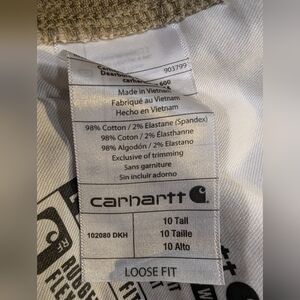 903799
Made in Vietnam
Fabriqué au Vietnam
Hecho en Vietnam
98% Cotton / 2% Elastane (Spandex)
98% Coton / 2% Élasthanne
98% Algodón / 2% Elastano
Exclusive of trimming
Sans garniture
Sin incluir adorno
carhartt
102080 DKH
10 Tall
10 Taille
10 Alto
LOOSE FIT
RUGGED
FLEX